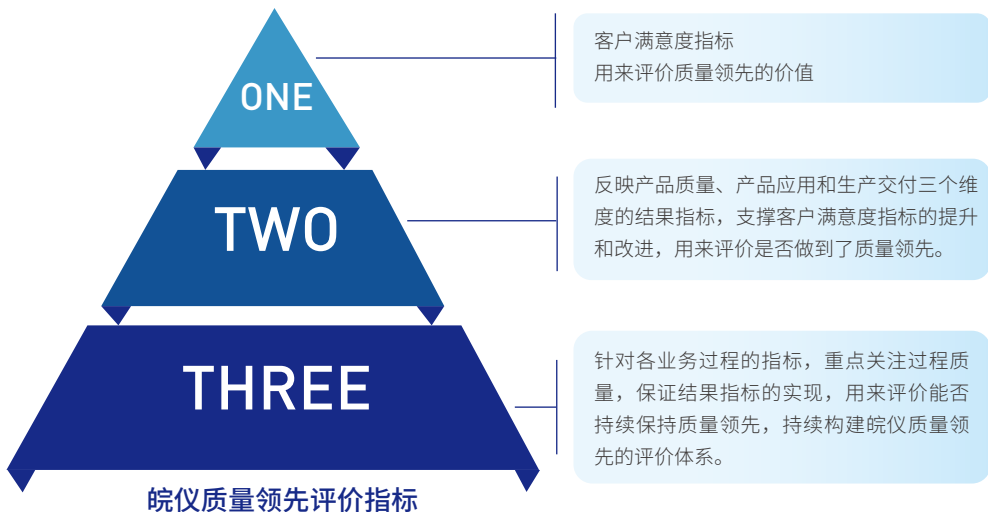 ONE
客户满意度指标
用来评价质量领先的价值
TWO
反映产品质量、产品应用和生产交付三个维
度的结果指标，支撑客户满意度指标的提升
和改进，用来评价是否做到了质量领先。
THREE
针对各业务过程的指标，重点关注过程质
量，保证结果指标的实现，用来评价能否
持续保持质量领先，持续构建皖仪质量领
先的评价体系。
皖仪质量领先评价指标